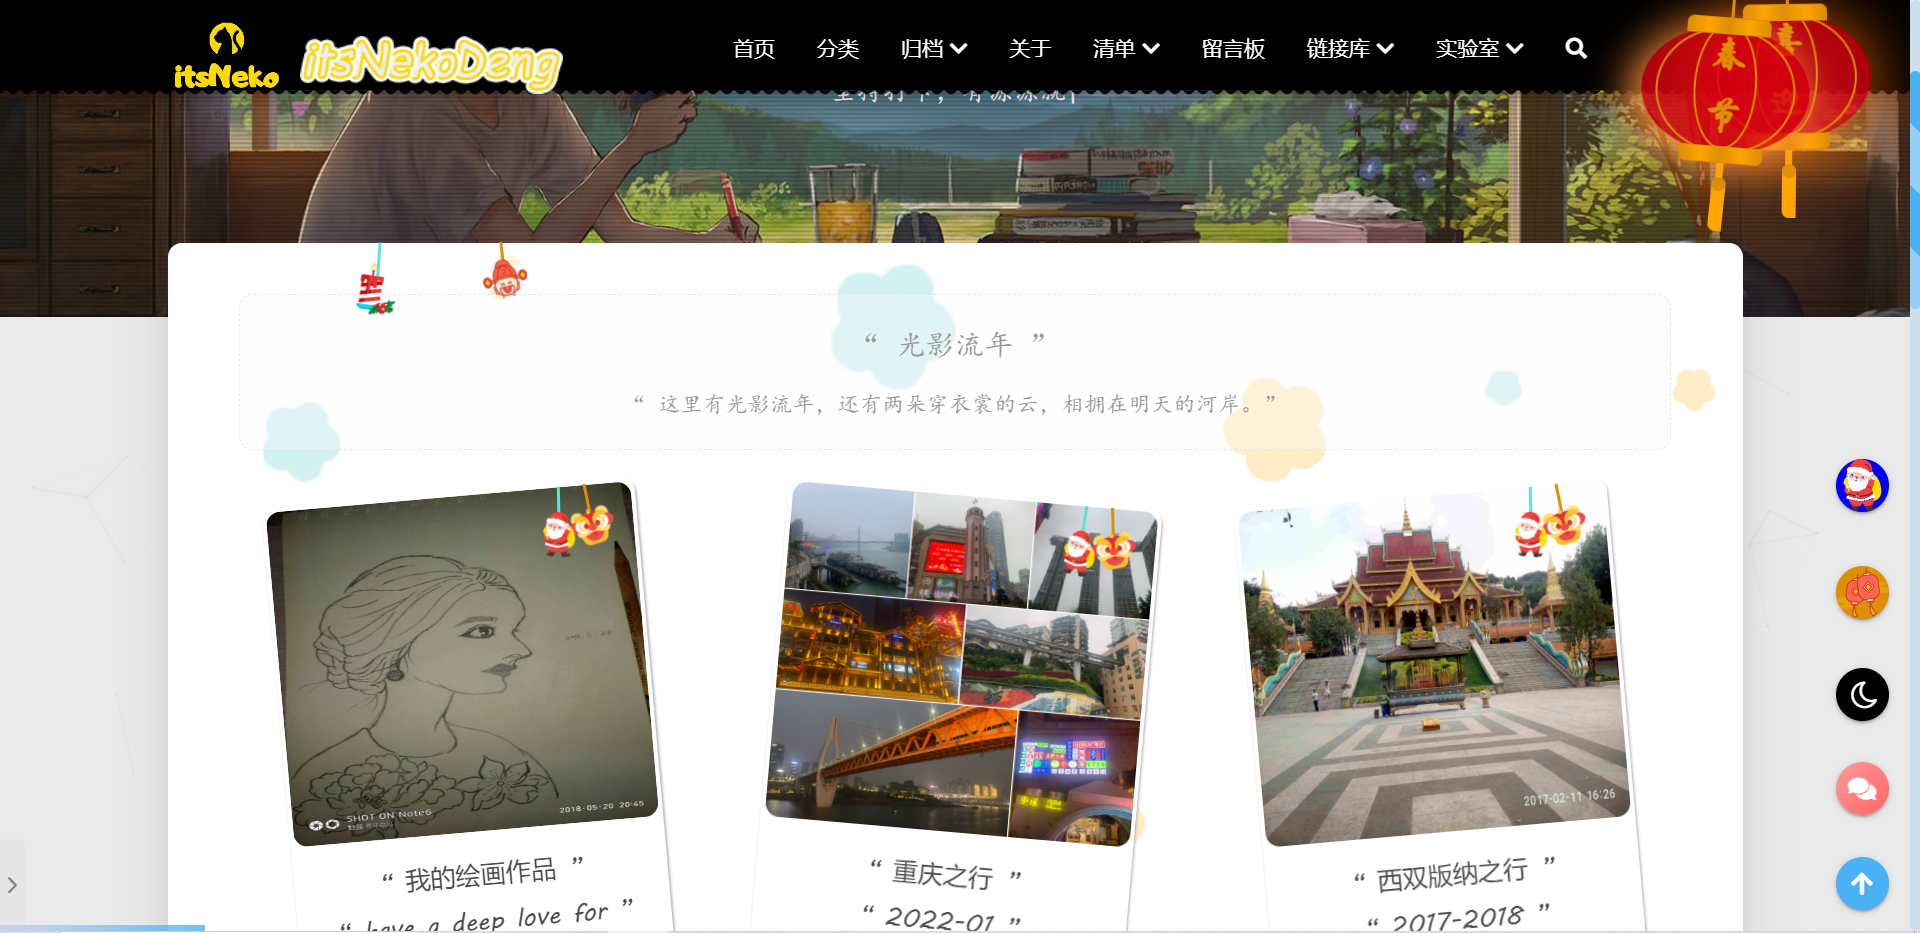 itsNeko
itsNekoDeng
首页 分类 归档 关于 清单 留言板 链接库 实验室
春节
“ 光影流年 ”
“ 这里有光影流年，还有两朵穿衣裳的云，相拥在明天的河岸。”
2018.5.20
SHOT ON Note6
2018-05-20 20:45
2017-02-11 16:26
“ 我的绘画作品 ”
“ 重庆之行 ”
“ 西双版纳之行 ”
“ have a deep love for ”
“ 2022-01 ”
“ 2017-2018 ”